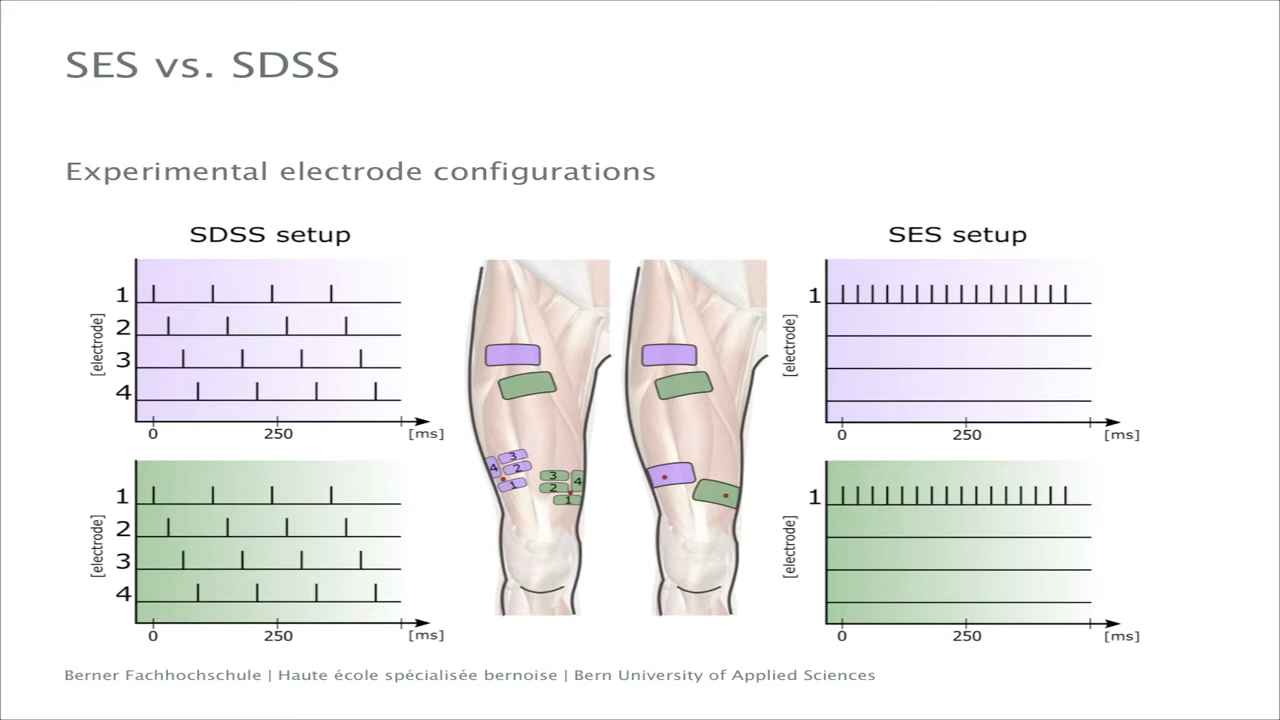 SES vs. SDSS
Experimental electrode configurations
SDSS setup
1
2
3
4
[electrode]
0
250
[ms]
1
2
3
4
[electrode]
0
250
[ms]
3
4
2
1
3
4
2
1
SES setup
1
[electrode]
0
250
[ms]
1
[electrode]
0
250
[ms]
Berner Fachhochschule | Haute école spécialisée bernoise | Bern University of Applied Sciences